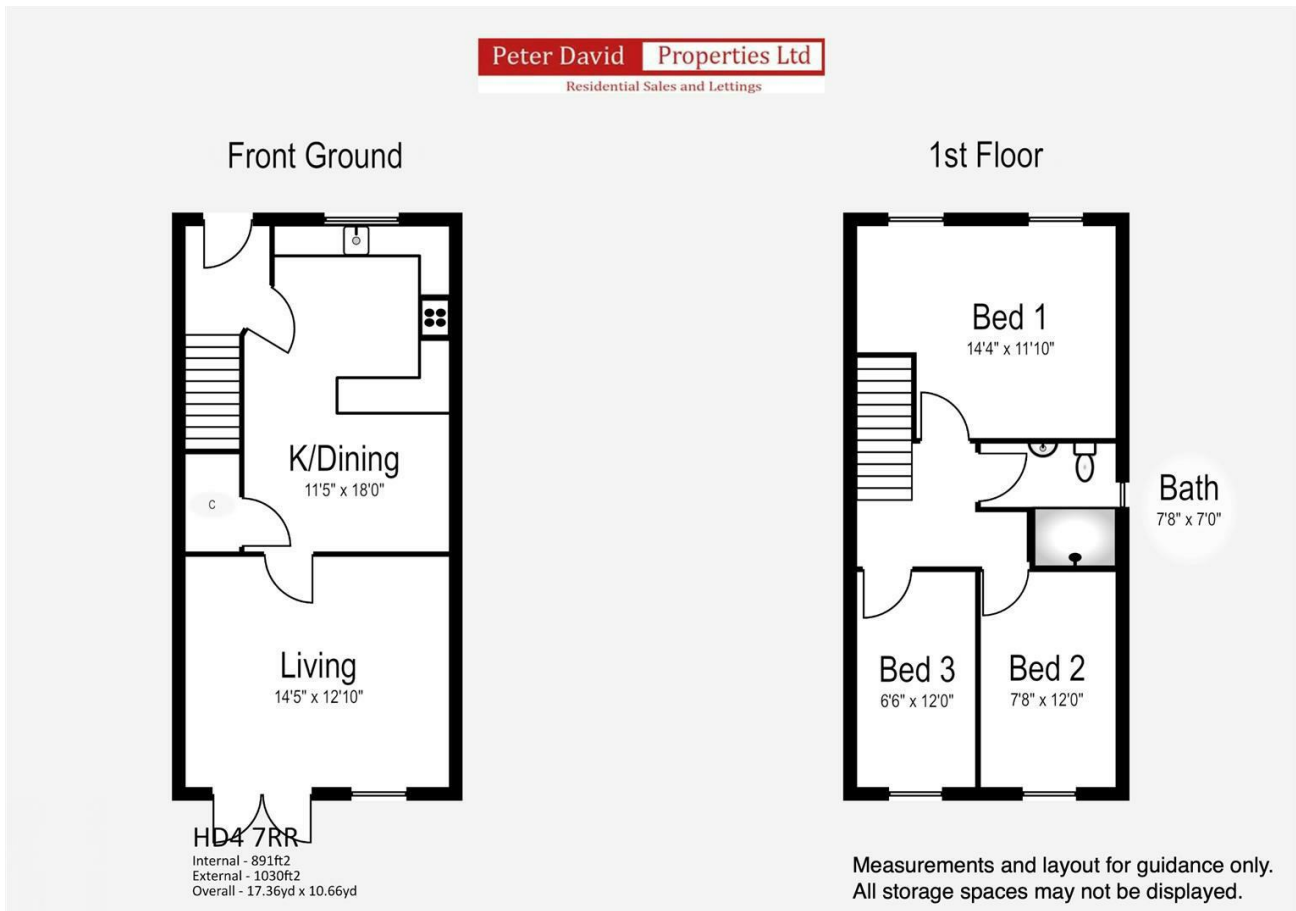 Peter David Properties Ltd
Residential Sales and Lettings
Front Ground
K/Dining
11'5" x 18'0"
C
Living
14'5" x 12'10"
HD4 7RR
Internal - 891ft2
External - 1030ft2
Overall - 17.36yd x 10.66yd
1st Floor
Bed 1
14'4" x 11'10"
Bath
7'8" x 7'0"
Bed 3
6'6" x 12'0"
Bed 2
7'8" x 12'0"
Measurements and layout for guidance only.
All storage spaces may not be displayed.